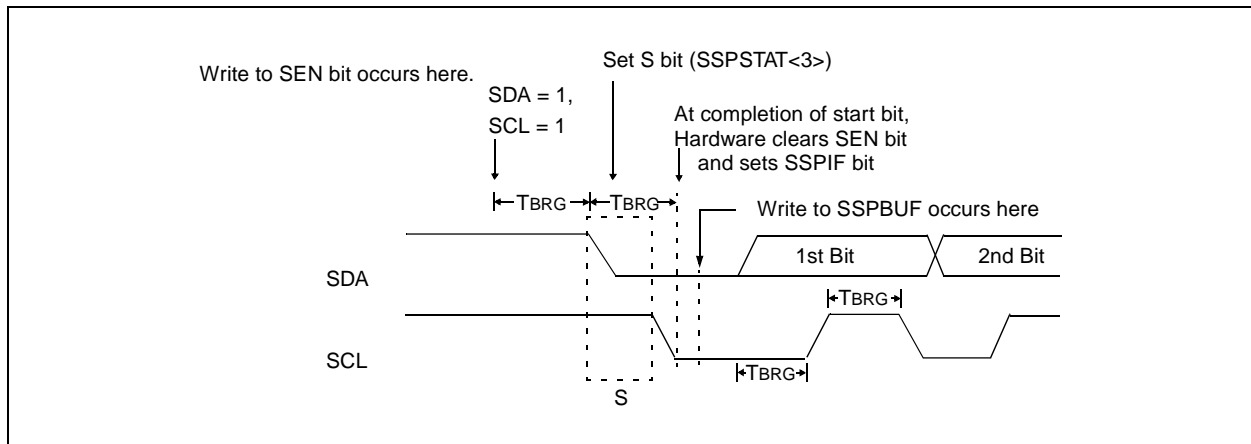 Write to SEN bit occurs here.
Set S bit (SSPSTAT<3>)
SDA = 1,
SCL = 1
At completion of start bit,
Hardware clears SEN bit
and sets SSPIF bit
TBRG
TBRG
Write to SSPBUF occurs here
SDA
1st Bit
2nd Bit
TBRG
SCL
TBRG
S